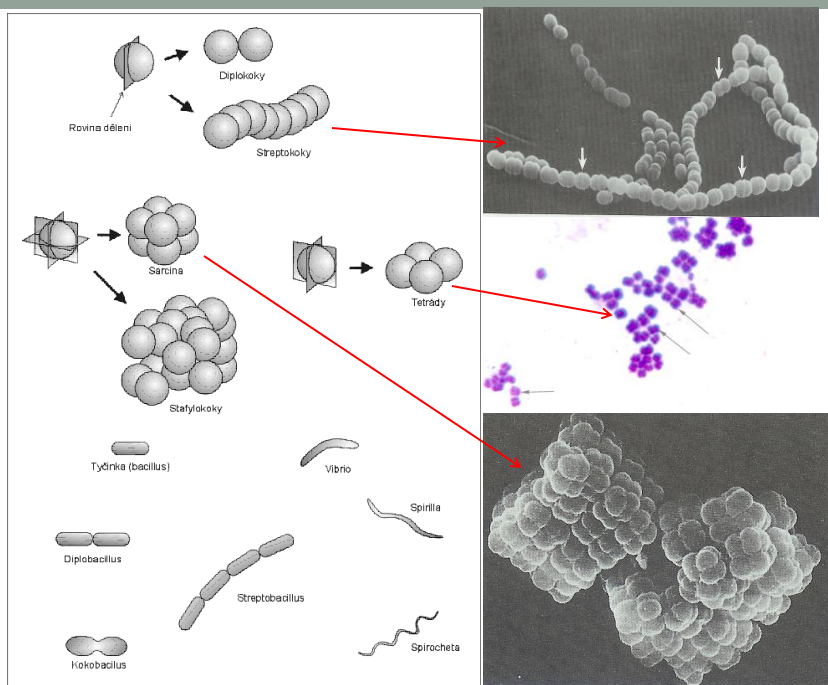 Diplokoky
Rovina dělení
Streptokoky
Sarcina
Tetrády
Stafylokoky
Tyčinka (bacillus)
Vibrio
Spirilla
Diplobacillus
Streptobacillus
Kokobacilus
Spirocheta